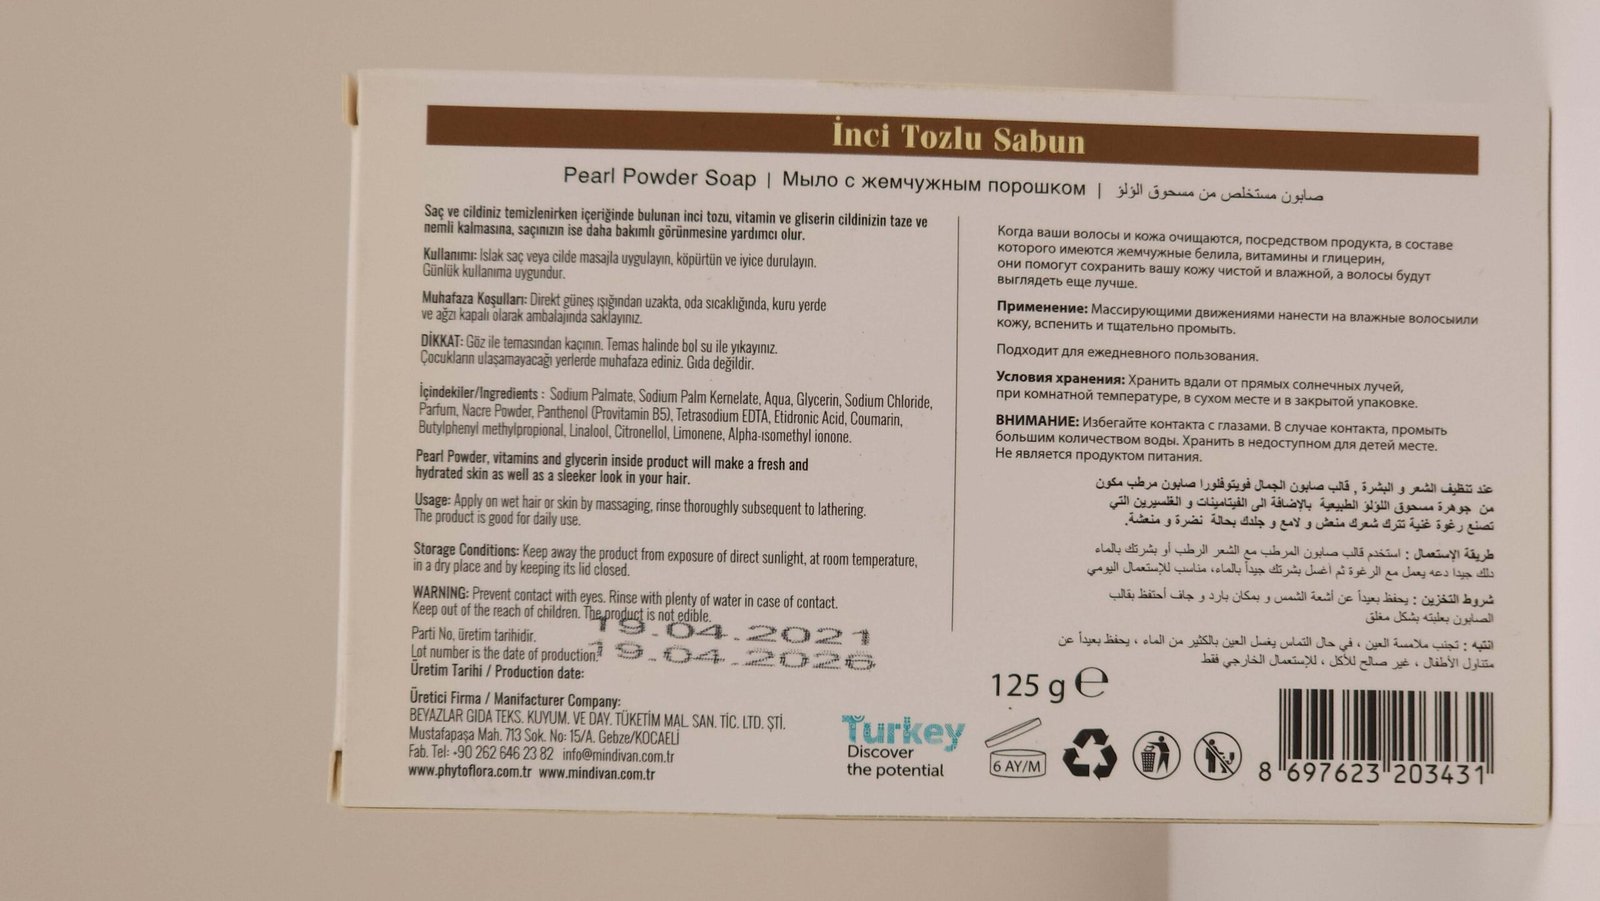 İnci Tozlu Sabun
Pearl Powder Soap | Мыло с жемчужным порошком | صابون مستخلص من مسحوق الؤلؤ
Saç ve cildiniz temizlenirken içeriğinde bulunan inci tozu, vitamin ve gliserin cildinizin taze ve
nemli kalmasına, saçınızın ise daha bakımlı görünmesine yardımcı olur.
Kullanımı: Islak saç veya cilde masajla uygulayın, köpürtün ve iyice durulayın.
Günlük kullanıma uygundur.
Muhafaza Koşulları: Direkt güneş ışığından uzakta, oda sıcaklığında, kuru yerde
ve ağzı kapalı olarak ambalajında saklayınız.
DİKKAT: Göz ile temasından kaçının. Temas halinde bol su ile yıkayınız.
Çocukların ulaşamayacağı yerlerde muhafaza ediniz. Gıda değildir.
İçindekiler/Ingredients : Sodium Palmate, Sodium Palm Kernelate, Aqua, Glycerin, Sodium Chloride,
Parfum, Nacre Powder, Panthenol (Provitamin B5), Tetrasodium EDTA, Etidronic Acid, Coumarin,
Butylphenyl methylpropional, Linalool, Citronellol, Limonene, Alpha-ısomethyl ionone.
Pearl Powder, vitamins and glycerin inside product will make a fresh and
hydrated skin as well as a sleeker look in your hair.
Usage: Apply on wet hair or skin by massaging, rinse thoroughly subsequent to lathering.
The product is good for daily use.
Storage Conditions: Keep away the product from exposure of direct sunlight, at room temperature,
in a dry place and by keeping its lid closed.
WARNING: Prevent contact with eyes. Rinse with plenty of water in case of contact.
Keep out of the reach of children. The product is not edible.
Parti No, üretim tarihidir.
19.04.2021
Lot number is the date of production.
19.04.2026
Üretim Tarihi / Production date:
Üretici Firma / Manifacturer Company:
BEYAZLAR GIDA TEKS. KUYUM. VE DAY. TÜKETİM MAL. SAN. TİC. LTD. ŞTİ.
Mustafapaşa Mah. 713 Sok. No: 15/A. Gebze/KOCAELİ
Fab. Tel: +90 262 646 23 82 info@mindivan.com.tr
www.phytoflora.com.tr www.mindivan.com.tr
Когда ваши волосы и кожа очищаются, посредством продукта, в составе
которого имеются жемчужные белила, витамины и глицерин,
они помогут сохранить вашу кожу чистой и влажной, а волосы будут
выглядеть еще лучше.
Применение: Массирующими движениями нанести на влажные волосыили
кожу, вспенить и тщательно промыть.
Подходит для ежедневного пользования.
Условия хранения: Хранить вдали от прямых солнечных лучей,
при комнатной температуре, в сухом месте и в закрытой упаковке.
ВНИМАНИЕ: Избегайте контакта с глазами. В случае контакта, промыть
большим количеством воды. Хранить в недоступном для детей месте.
Не является продуктом питания.
عند تنظيف الشعر و البشرة , قالب صابون الجمال فويتوفلورا صابون مرطب مكون
من جوهرة مسحوق اللؤلؤ الطبيعية بالإضافة الى الفيتامينات و الغلسيرين التي
تصنع رغوة غنية تترك شعرك منعش و لامع و جلدك بحالة نضرة و منعشة.
طريقة الإستعمال : استخدم قالب صابون المرطب مع الشعر الرطب أو بشرتك بالماء
دلك جيدا دعه يعمل مع الرغوة ثم أغسل بشرتك جيداً بالماء، مناسب للإستعمال اليومي
شروط التخزين : يحفظ بعيداً عن أشعة الشمس و بمكان بارد و جاف أحتفظ بقالب
الصابون بعلبته بشكل مغلق
انتبه : تجنب ملامسة العين ، في حال التماس يغسل العين بالكثير من الماء ، يحفظ بعيداً عن
متناول الأطفال ، غير صالح للأكل ، للإستعمال الخارجي فقط
125 g ℮
Turkey
Discover
the potential
6 AY/M
8 697623 203431